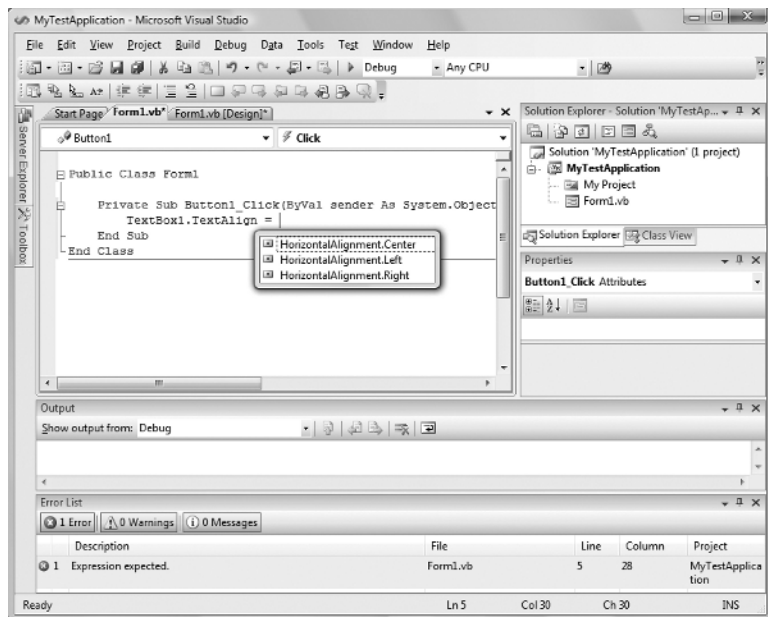 MyTestApplication - Microsoft Visual Studio
File Edit View Project Build Debug Data Tools Test Window Help
Debug Any CPU
Start Page Form1.vb* Form1.vb [Design]*
Button1 Click
Public Class Form1
Private Sub Button1_Click(ByVal sender As System.Object
TextBox1.TextAlign =
End Sub
End Class
HorizontalAlignment.Center
HorizontalAlignment.Left
HorizontalAlignment.Right
Server Explorer
Toolbox
Solution Explorer - Solution 'MyTestAp...
Solution 'MyTestApplication' (1 project)
MyTestApplication
My Project
Form1.vb
Solution Explorer Class View
Properties
Button1_Click Attributes
Output
Show output from: Debug
Error List
1 Error 0 Warnings 0 Messages
Description File Line Column Project
1 Expression expected. Form1.vb 5 28 MyTestApplica
tion
Ready Ln 5 Col 30 Ch 30 INS